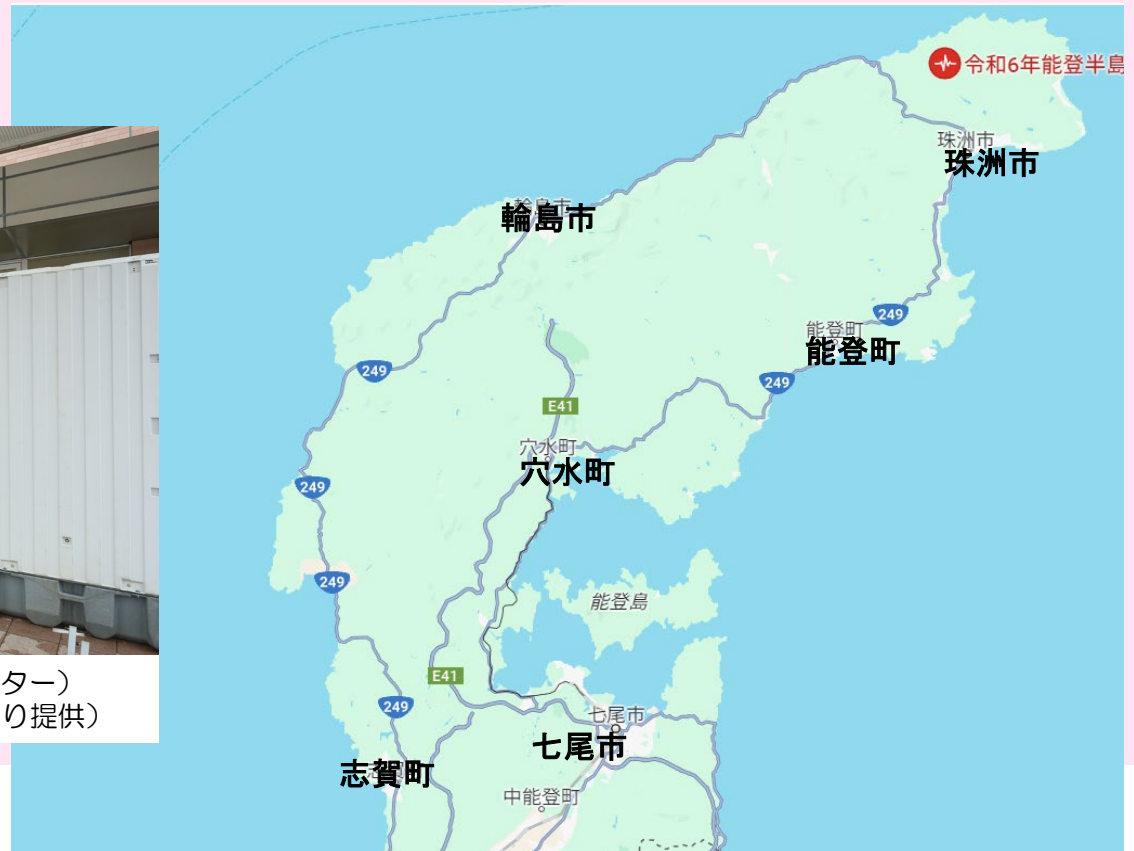 令和6年能登半島
珠洲市
珠洲市
輪島市
輪島市
249
能登町
能登町
249
249
E41
穴水町
穴水町
249
249
能登島
E41
249
七尾市
七尾市
志賀町
中能登町
ター）
り提供）